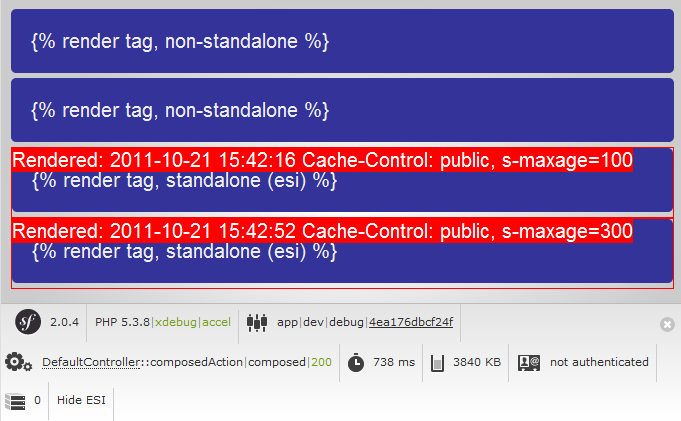 {% render tag, non-standalone %}
{% render tag, non-standalone %}
Rendered: 2011-10-21 15:42:16 Cache-Control: public, s-maxage=100
{% render tag, standalone (esi) %}
Rendered: 2011-10-21 15:42:52 Cache-Control: public, s-maxage=300
{% render tag, standalone (esi) %}
sf 2.0.4 PHP 5.3.8|xdebug|accel app|dev|debug|4ea176dbcf24f
DefaultController::composedAction|composed|200 738 ms 3840 KB not authenticated
0 Hide ESI